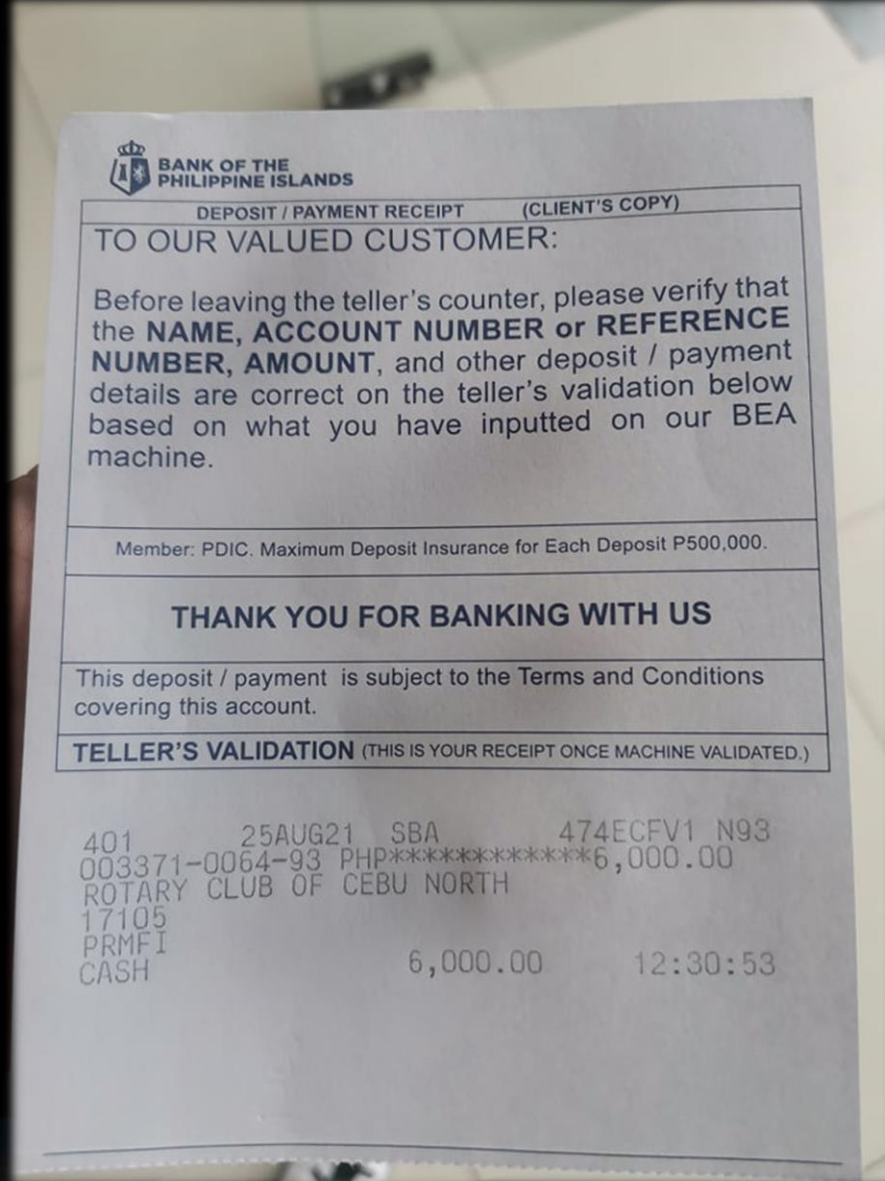 BANK OF THE
PHILIPPINE ISLANDS
DEPOSIT / PAYMENT RECEIPT (CLIENT'S COPY)
TO OUR VALUED CUSTOMER:
Before leaving the teller's counter, please verify that
the NAME, ACCOUNT NUMBER or REFERENCE
NUMBER, AMOUNT, and other deposit / payment
details are correct on the teller's validation below
based on what you have inputted on our BEA
machine.
Member: PDIC. Maximum Deposit Insurance for Each Deposit P500,000.
THANK YOU FOR BANKING WITH US
This deposit / payment is subject to the Terms and Conditions
covering this account.
TELLER'S VALIDATION (THIS IS YOUR RECEIPT ONCE MACHINE VALIDATED.)
401 25AUG21 SBA 474ECFV1 N93
003371-0064-93 PHP************6,000.00
ROTARY CLUB OF CEBU NORTH
17105
PRMFI
CASH 6,000.00 12:30:53